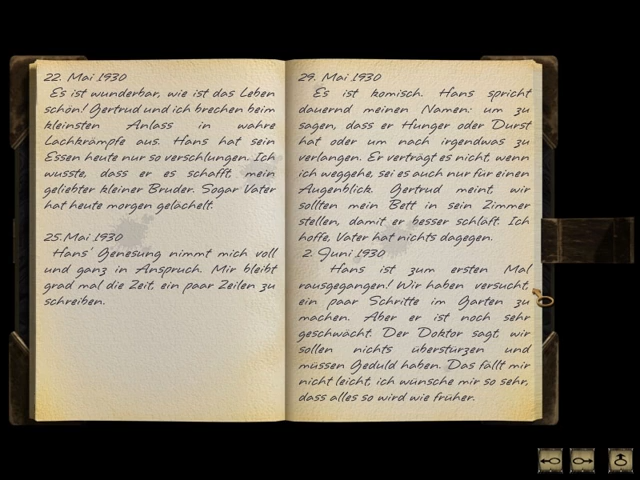 22. Mai 1930
Es ist wunderbar, wie ist das Leben
schön! Gertrud und ich brechen beim
kleinsten Anlass in wahre
Lachkrämpfe aus. Hans hat sein
Essen heute nur so verschlungen. Ich
wusste, dass er es schafft, mein
geliebter kleiner Bruder. Sogar Vater
hat heute morgen gelächelt.
25.Mai 1930
Hans' Genesung nimmt mich voll
und ganz in Anspruch. Mir bleibt
grad mal die Zeit, ein paar Zeilen zu
schreiben.
29. Mai 1930
Es ist komisch. Hans spricht
dauernd meinen Namen: um zu
sagen, dass er Hunger oder Durst
hat oder um nach irgendwas zu
verlangen. Er verträgt es nicht, wenn
ich weggehe, sei es auch nur für einen
Augenblick. Gertrud meint, wir
sollten mein Bett in sein Zimmer
stellen, damit er besser schläft. Ich
hoffe, Vater hat nichts dagegen.
2. Juni 1930
Hans ist zum ersten Mal
rausgegangen! Wir haben versucht,
ein paar Schritte im Garten zu
machen. Aber er ist noch sehr
geschwächt. Der Doktor sagt, wir
sollen nichts überstürzen und
müssen Geduld haben. Das fällt mir
nicht leicht, ich wünsche mir so sehr,
dass alles so wird wie früher.